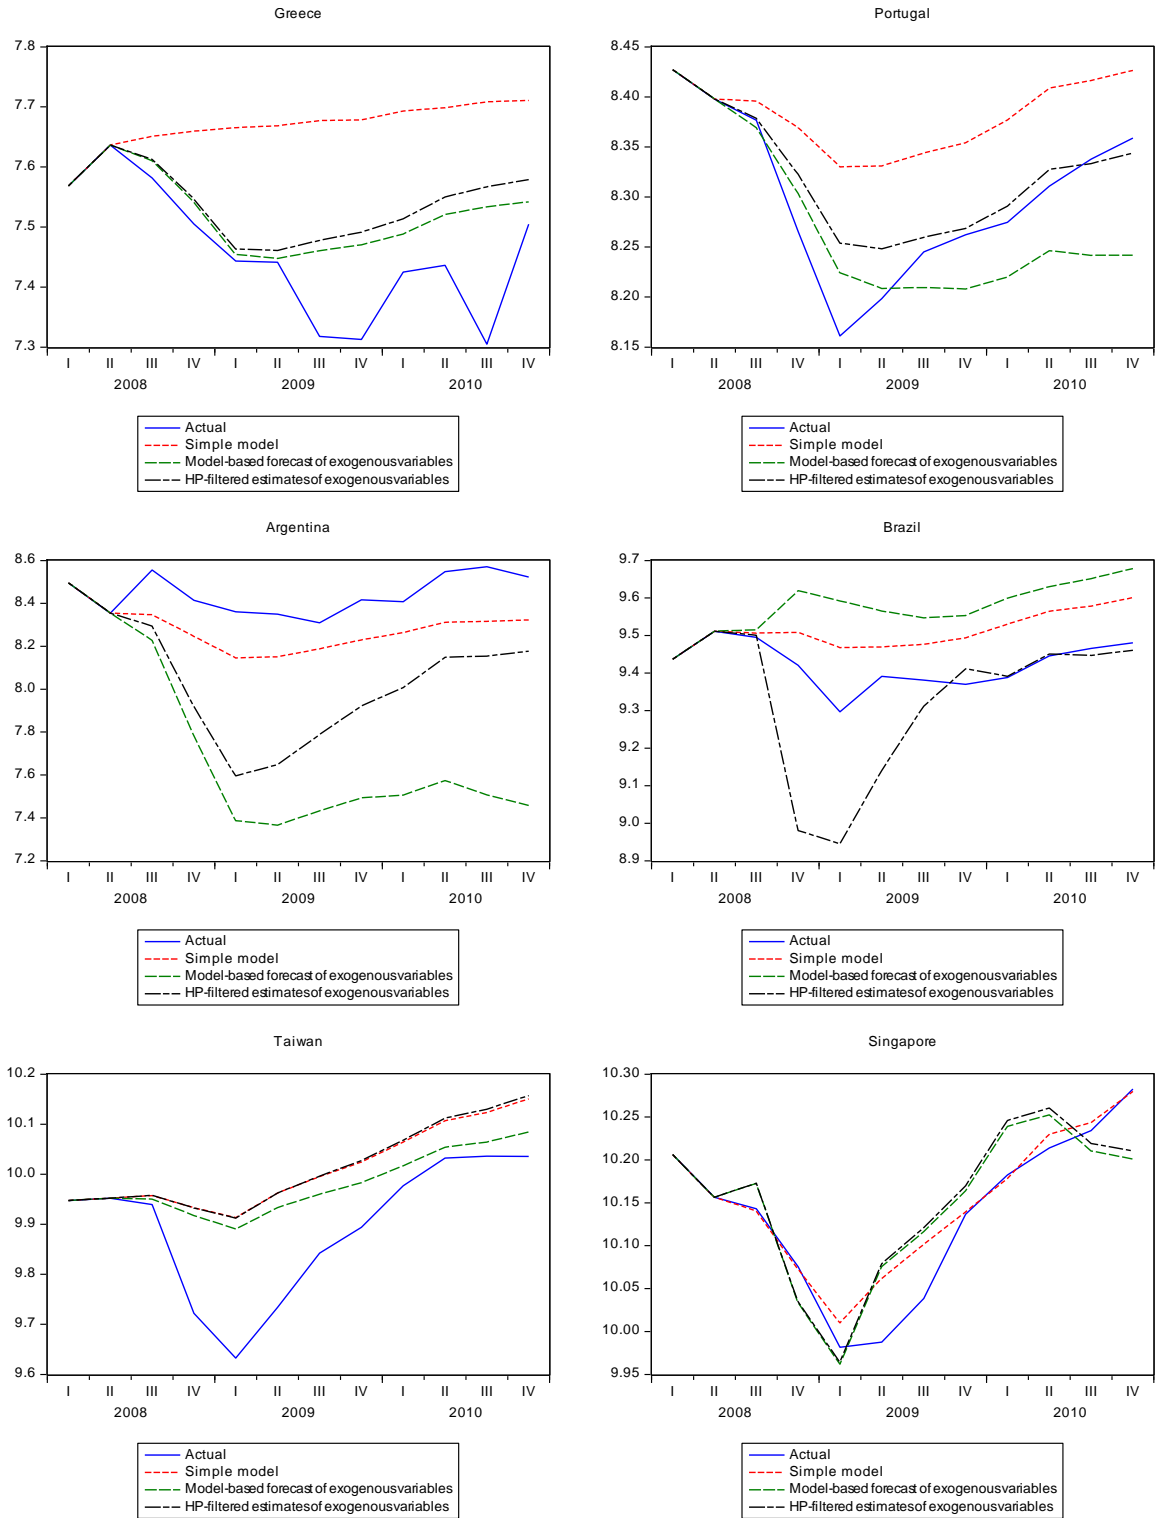 Greece
7.8
7.7
7.6
7.5
7.4
7.3
I II III IV I II III IV I II III IV
2008 2009 2010
Actual
Simple model
Model-based forecast of exogenousvariables
HP-filtered estimatesof exogenousvariables
Portugal
8.45
8.40
8.35
8.30
8.25
8.20
8.15
I II III IV I II III IV I II III IV
2008 2009 2010
Actual
Simple model
Model-based forecast of exogenousvariables
HP-filtered estimatesof exogenousvariables
Argentina
8.6
8.4
8.2
8.0
7.8
7.6
7.4
7.2
I II III IV I II III IV I II III IV
2008 2009 2010
Actual
Simple model
Model-based forecast of exogenousvariables
HP-filtered estimatesof exogenousvariables
Brazil
9.7
9.6
9.5
9.4
9.3
9.2
9.1
9.0
8.9
I II III IV I II III IV I II III IV
2008 2009 2010
Actual
Simple model
Model-based forecast of exogenousvariables
HP-filtered estimatesof exogenousvariables
Taiwan
10.2
10.1
10.0
9.9
9.8
9.7
9.6
I II III IV I II III IV I II III IV
2008 2009 2010
Actual
Simple model
Model-based forecast of exogenousvariables
HP-filtered estimatesof exogenousvariables
Singapore
10.30
10.25
10.20
10.15
10.10
10.05
10.00
9.95
I II III IV I II III IV I II III IV
2008 2009 2010
Actual
Simple model
Model-based forecast of exogenousvariables
HP-filtered estimatesof exogenousvariables